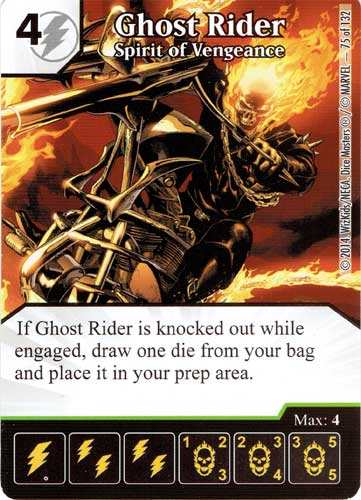 4
Ghost Rider
Spirit of Vengeance
© 2014 WizKids/NECA. Dice Masters © / © MARVEL — 75 of 132
If Ghost Rider is knocked out while
engaged, draw one die from your bag
and place it in your prep area.
Max: 4
1 2 3
2 3 4
3 5 5